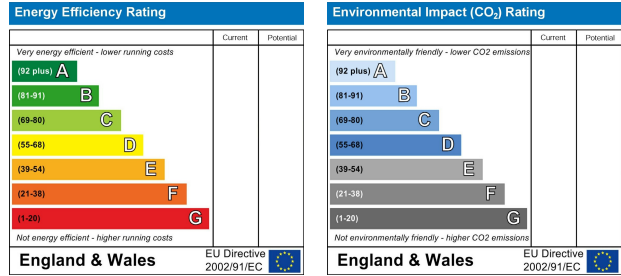 Energy Efficiency Rating
Current Potential
Very energy efficient - lower running costs
(92 plus) A
(81-91) B
(69-80) C
(55-68) D
(39-54) E
(21-38) F
(1-20) G
Not energy efficient - higher running costs
England & Wales
EU Directive
2002/91/EC
Environmental Impact (CO₂) Rating
Current Potential
Very environmentally friendly - lower CO2 emissions
(92 plus) A
(81-91) B
(69-80) C
(55-68) D
(39-54) E
(21-38) F
(1-20) G
Not environmentally friendly - higher CO2 emissions
England & Wales
EU Directive
2002/91/EC